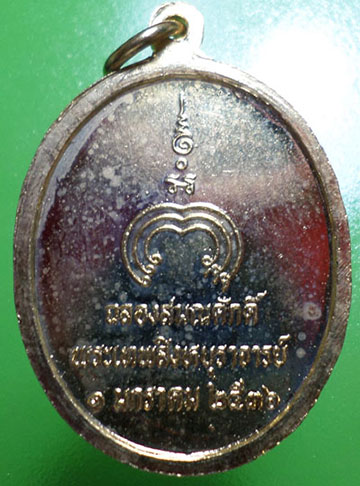 ฉลองสมณศักดิ์
พระเทพสิงหบุราจารย์
๑ มกราคม ๒๕๓๖